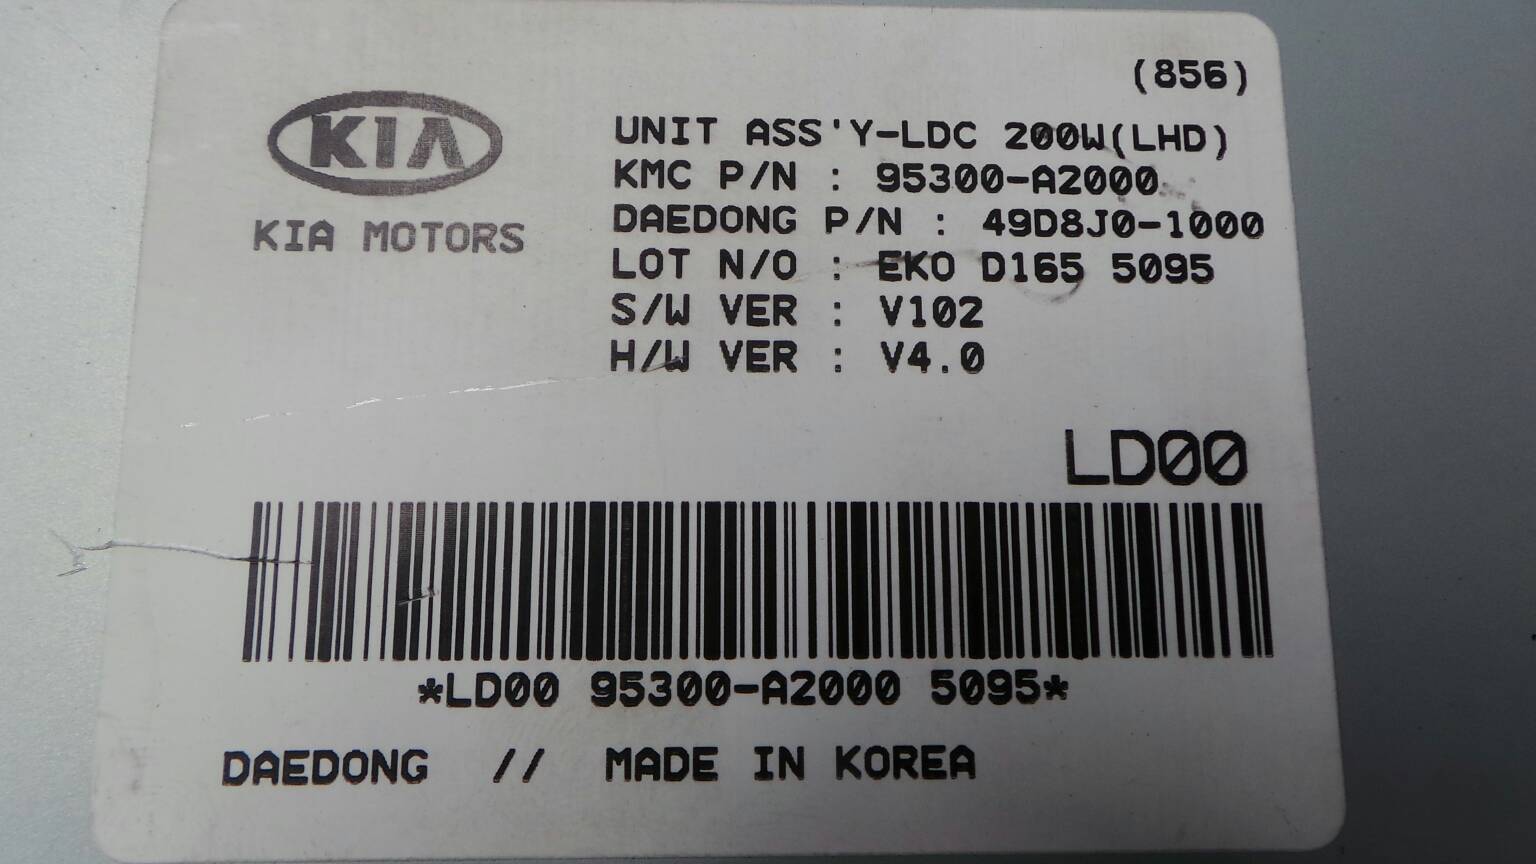 (856)
KIA
KIA MOTORS
UNIT ASS'Y-LDC 200W(LHD)
KMC P/N : 95300-A2000
DAEDONG P/N : 49D8J0-1000
LOT N/O : EKO D165 5095
S/W VER : V102
H/W VER : V4.0
LD00
*LD00 95300-A2000 5095*
DAEDONG // MADE IN KOREA